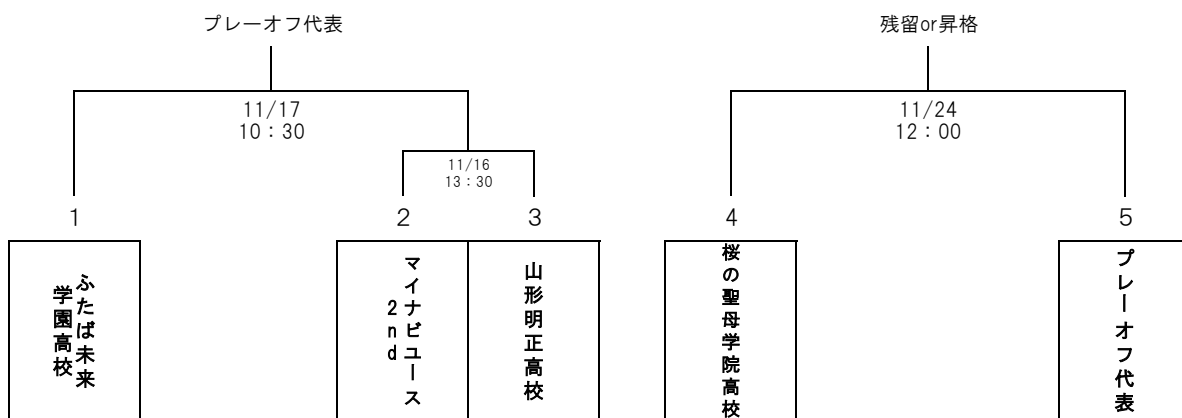 プレーオフ代表
残留or昇格
11/17
10：30
11/24
12：00
11/16
13：30
1
2
3
4
5
ふたば未来
学園高校
マイナビユース
2nd
山形明正高校
桜の聖母学院高校
プレーオフ代表